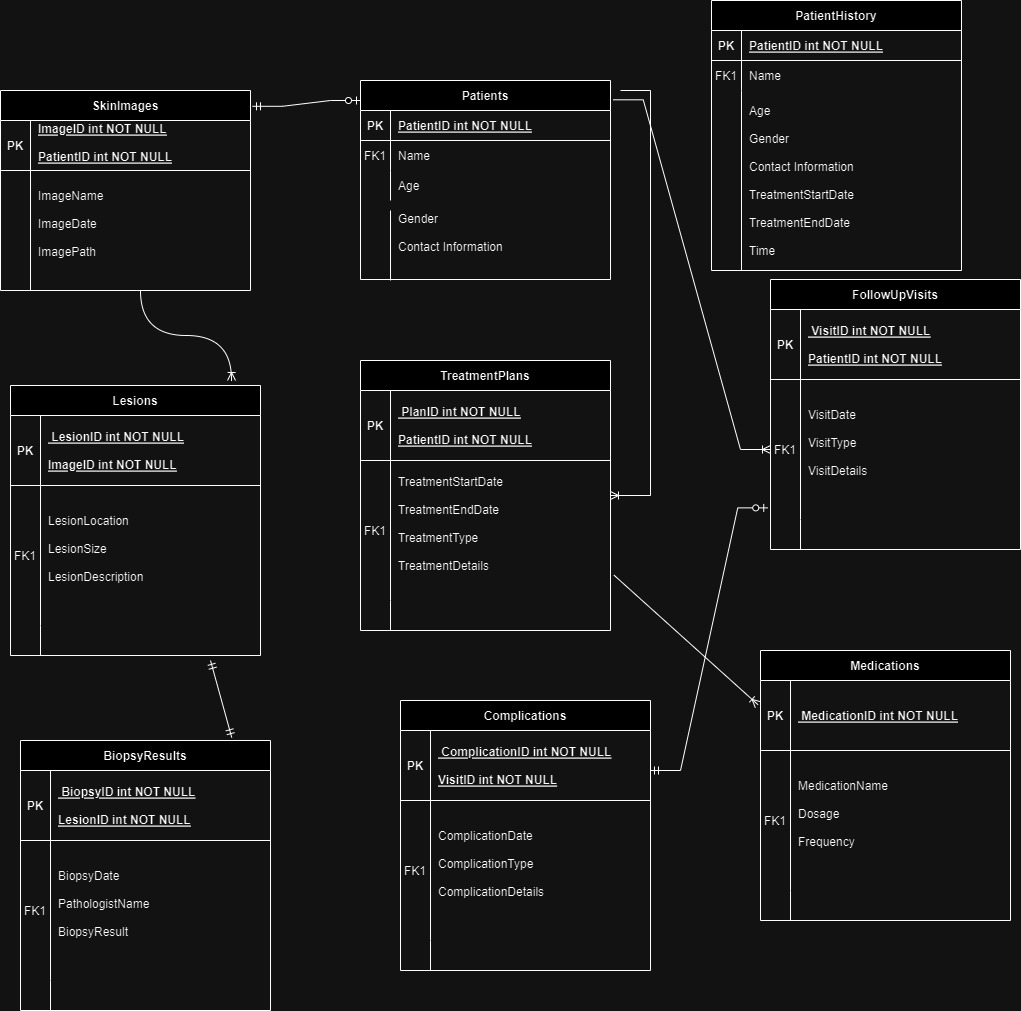 PatientHistory
PK
PatientID int NOT NULL
FK1
Name
Age
Gender
Contact Information
TreatmentStartDate
TreatmentEndDate
Time
SkinImages
PK
ImageID int NOT NULL
PatientID int NOT NULL
ImageName
ImageDate
ImagePath
Patients
PK
PatientID int NOT NULL
FK1
Name
Age
Gender
Contact Information
FollowUpVisits
PK
VisitID int NOT NULL
PatientID int NOT NULL
FK1
VisitDate
VisitType
VisitDetails
Lesions
PK
LesionID int NOT NULL
ImageID int NOT NULL
FK1
LesionLocation
LesionSize
LesionDescription
TreatmentPlans
PK
PlanID int NOT NULL
PatientID int NOT NULL
FK1
TreatmentStartDate
TreatmentEndDate
TreatmentType
TreatmentDetails
Medications
PK
MedicationID int NOT NULL
FK1
MedicationName
Dosage
Frequency
BiopsyResults
PK
BiopsyID int NOT NULL
LesionID int NOT NULL
FK1
BiopsyDate
PathologistName
BiopsyResult
Complications
PK
ComplicationID int NOT NULL
VisitID int NOT NULL
FK1
ComplicationDate
ComplicationType
ComplicationDetails